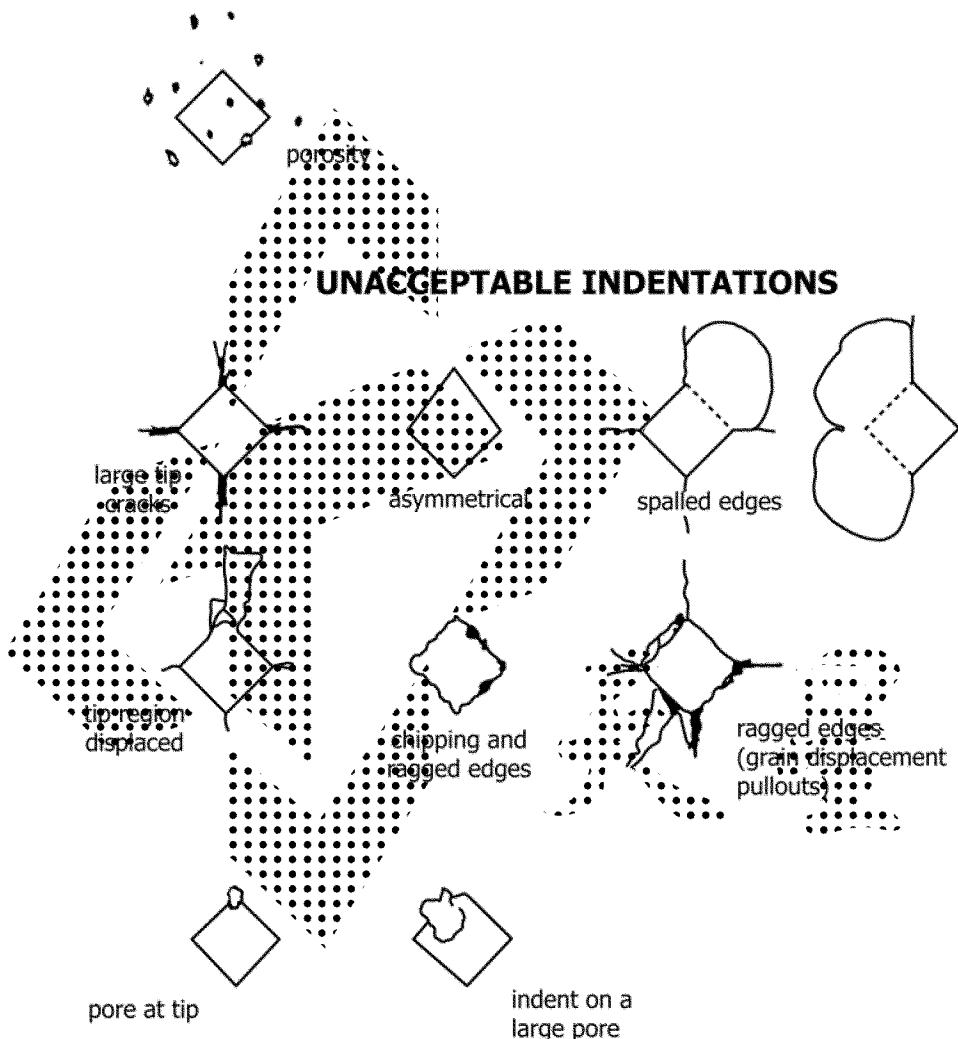 porosity
UNACCEPTABLE INDENTATIONS
large tip
cracks
asymmetrical
spalled edges
tip region
displaced
chipping and
ragged edges
ragged edges
(grain displacement
pullouts)
pore at tip
indent on a
large pore